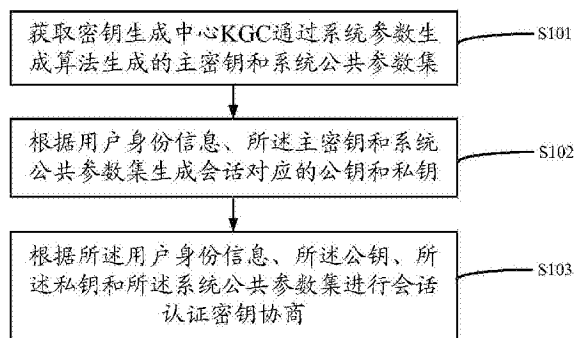 获取密钥生成中心KGC通过系统参数生
成算法生成的主密钥和系统公共参数集
S101
根据用户身份信息、所述主密钥和系统
公共参数集生成会话对应的公钥和私钥
S102
根据所述用户身份信息、所述公钥、所
述私钥和所述系统公共参数集进行会话
认证密钥协商
S103